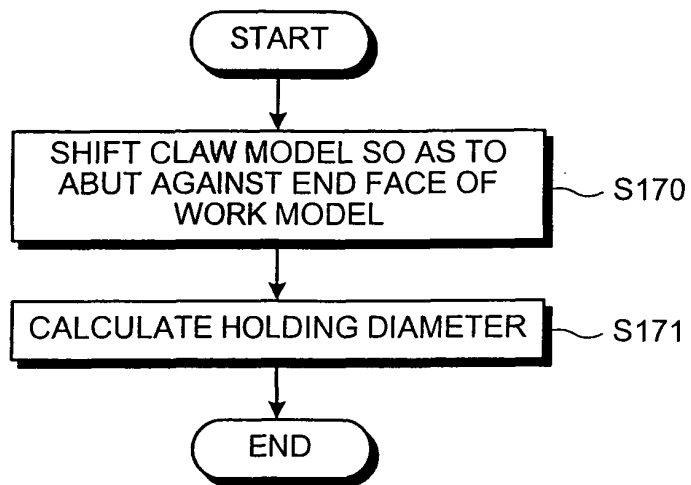 START
SHIFT CLAW MODEL SO AS TO
ABUT AGAINST END FACE OF
WORK MODEL
S170
CALCULATE HOLDING DIAMETER
S171
END